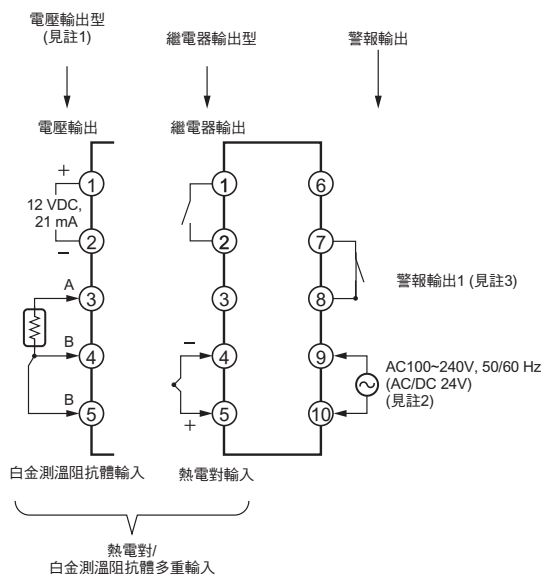 電壓輸出型
(見註1)
繼電器輸出型
警報輸出
電壓輸出
繼電器輸出
+
12 VDC,
21 mA
−
A
B
B
1
2
3
4
5
1
2
3
4
5
−
+
6
7
8
9
10
警報輸出1 (見註3)
AC100~240V, 50/60 Hz
(AC/DC 24V)
(見註2)
白金測溫阻抗體輸入
熱電對輸入
熱電對/
白金測溫阻抗體多重輸入